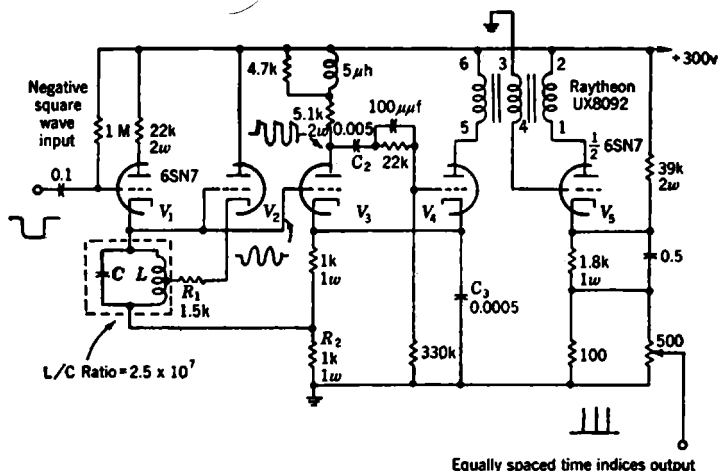 +300v
4.7k
5μh
6
3
2
Raytheon
UX8092
Negative
square
wave
input
1 M
22k
2w
5.1k
2w
0.005
100μμf
C2
22k
5
4
1
1/2 6SN7
39k
2w
0.1
6SN7
V1
V2
V3
V4
V5
C
L
R1
1.5k
1k
1w
C3
0.0005
1.8k
1w
0.5
L/C Ratio = 2.5 x 10^7
R2
1k
1w
330k
100
500
Equally spaced time indices output